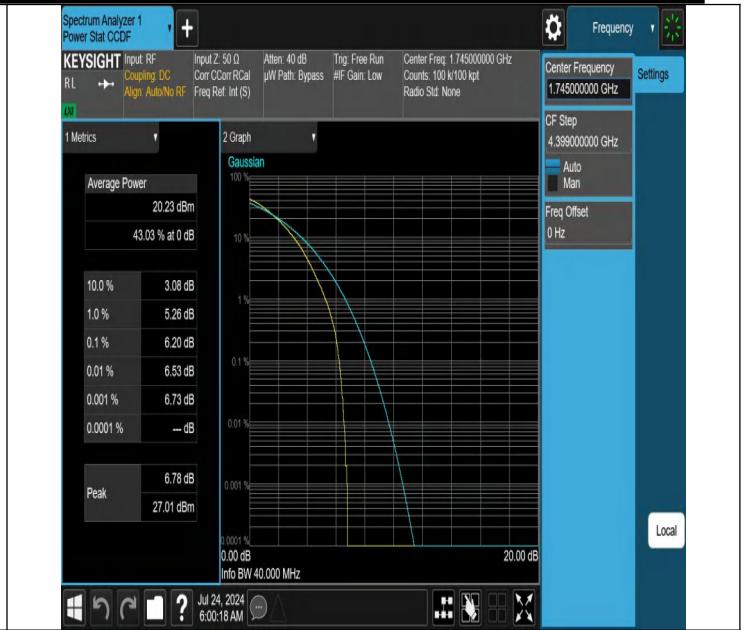 Spectrum Analyzer 1
Power Stat CCDF
+
Frequency
KEYSIGHT
RL
LXI
Input: RF
Coupling: DC
Align: Auto/No RF
Input Z: 50 Ω
Corr CCorr RCal
Freq Ref: Int (S)
Atten: 40 dB
µW Path: Bypass
Trig: Free Run
#IF Gain: Low
Center Freq: 1.745000000 GHz
Counts: 100 k/100 kpt
Radio Std: None
Center Frequency
1.745000000 GHz
Settings
CF Step
4.399000000 GHz
Auto
Man
Freq Offset
0 Hz
1 Metrics
Average Power
20.23 dBm
43.03 % at 0 dB
10.0 % 3.08 dB
1.0 % 5.26 dB
0.1 % 6.20 dB
0.01 % 6.53 dB
0.001 % 6.73 dB
0.0001 % --- dB
Peak
6.78 dB
27.01 dBm
2 Graph
Gaussian
100 %
10 %
1 %
0.1 %
0.01 %
0.001 %
0.0001 %
0.00 dB 20.00 dB
Info BW 40.000 MHz
Local
?
Jul 24, 2024
6:00:18 AM